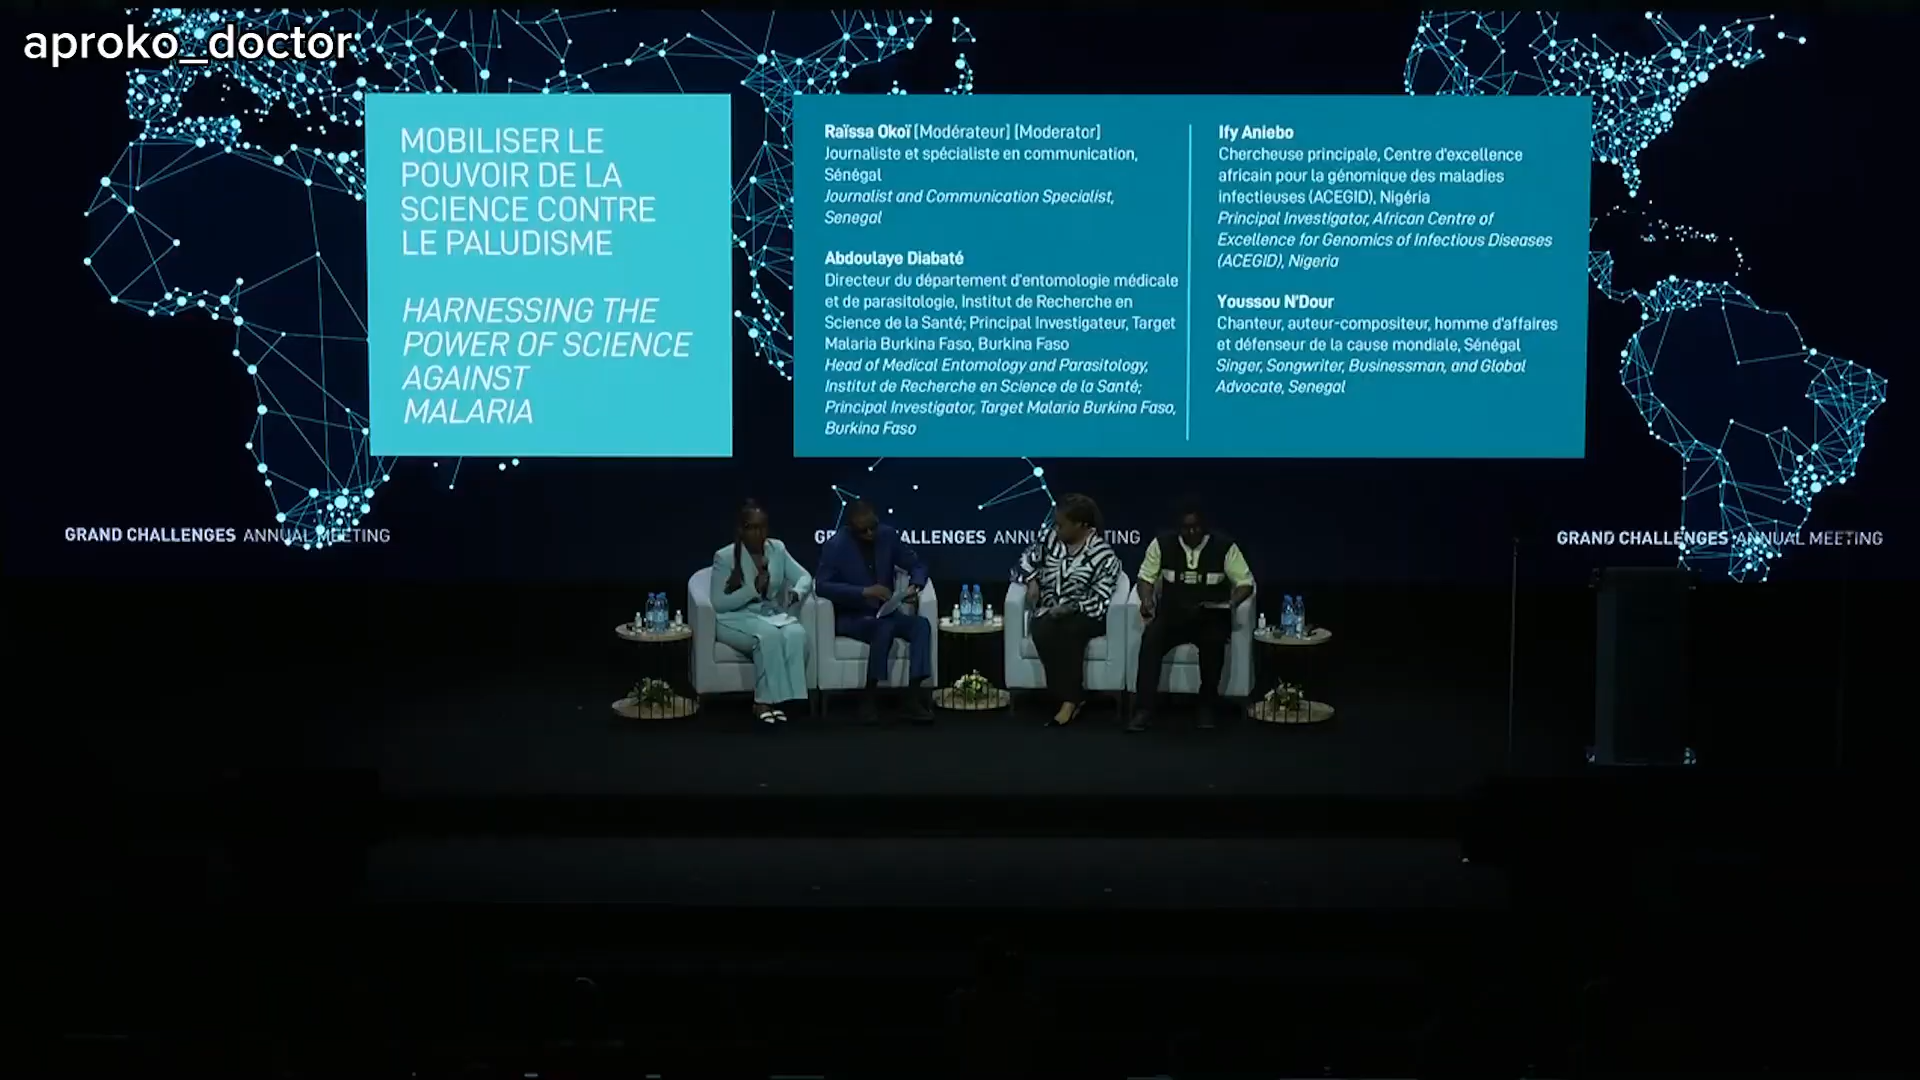 aproko_doctor
MOBILISER LE
POUVOIR DE LA
SCIENCE CONTRE
LE PALUDISME
HARNESSING THE
POWER OF SCIENCE
AGAINST
MALARIA
Raïssa Okoï [Modérateur] [Moderator]
Journaliste et spécialiste en communication,
Sénégal
Journalist and Communication Specialist,
Senegal
Abdoulaye Diabaté
Directeur du département d'entomologie médicale
et de parasitologie, Institut de Recherche en
Science de la Santé; Principal Investigateur, Target
Malaria Burkina Faso, Burkina Faso
Head of Medical Entomology and Parasitology,
Institut de Recherche en Science de la Santé;
Principal Investigator, Target Malaria Burkina Faso,
Burkina Faso
Ify Aniebo
Chercheuse principale, Centre d'excellence
africain pour la génomique des maladies
infectieuses (ACEGID), Nigéria
Principal Investigator, African Centre of
Excellence for Genomics of Infectious Diseases
(ACEGID), Nigeria
Youssou N'Dour
Chanteur, auteur-compositeur, homme d'affaires
et défenseur de la cause mondiale, Sénégal
Singer, Songwriter, Businessman, and Global
Advocate, Senegal
GRAND CHALLENGES ANNUAL MEETING
GRAND CHALLENGES ANNUAL MEETING